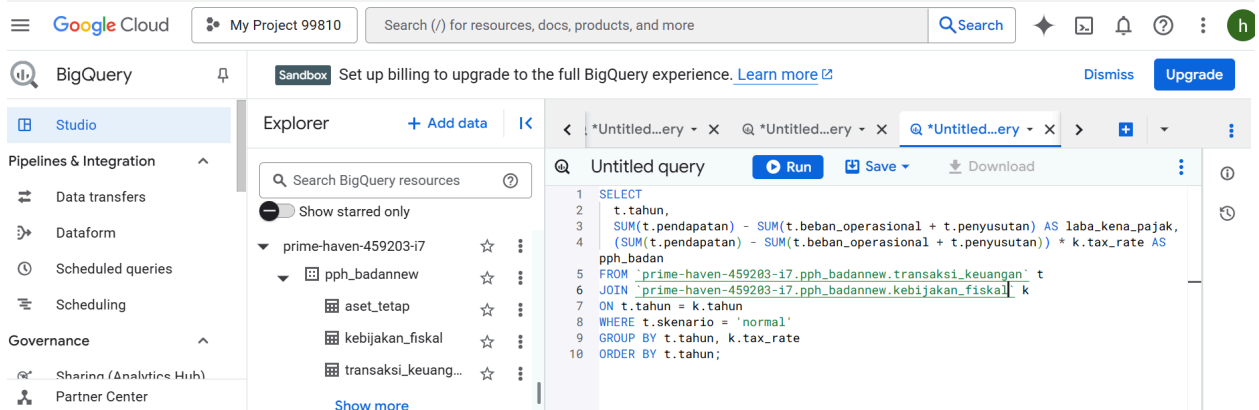 Google Cloud
My Project 99810
Search (/) for resources, docs, products, and more
Search
h
BigQuery
Sandbox Set up billing to upgrade to the full BigQuery experience. Learn more
Dismiss
Upgrade
Studio
Pipelines & Integration
Data transfers
Dataform
Scheduled queries
Scheduling
Governance
Sharing (Analytics Hub)
Partner Center
Explorer
+ Add data
Search BigQuery resources
Show starred only
prime-haven-459203-i7
pph_badannew
aset_tetap
kebijakan_fiskal
transaksi_keuang...
Show more
*Untitled...ery
*Untitled...ery
*Untitled...ery
Untitled query
Run
Save
Download
1 SELECT
2 t.tahun,
3 SUM(t.pendapatan) - SUM(t.beban_operasional + t.penyusutan) AS laba_kena_pajak,
4 (SUM(t.pendapatan) - SUM(t.beban_operasional + t.penyusutan)) * k.tax_rate AS
pph_badan
5 FROM `prime-haven-459203-i7.pph_badannew.transaksi_keuangan` t
6 JOIN `prime-haven-459203-i7.pph_badannew.kebijakan_fiskal` k
7 ON t.tahun = k.tahun
8 WHERE t.skenario = 'normal'
9 GROUP BY t.tahun, k.tax_rate
10 ORDER BY t.tahun;